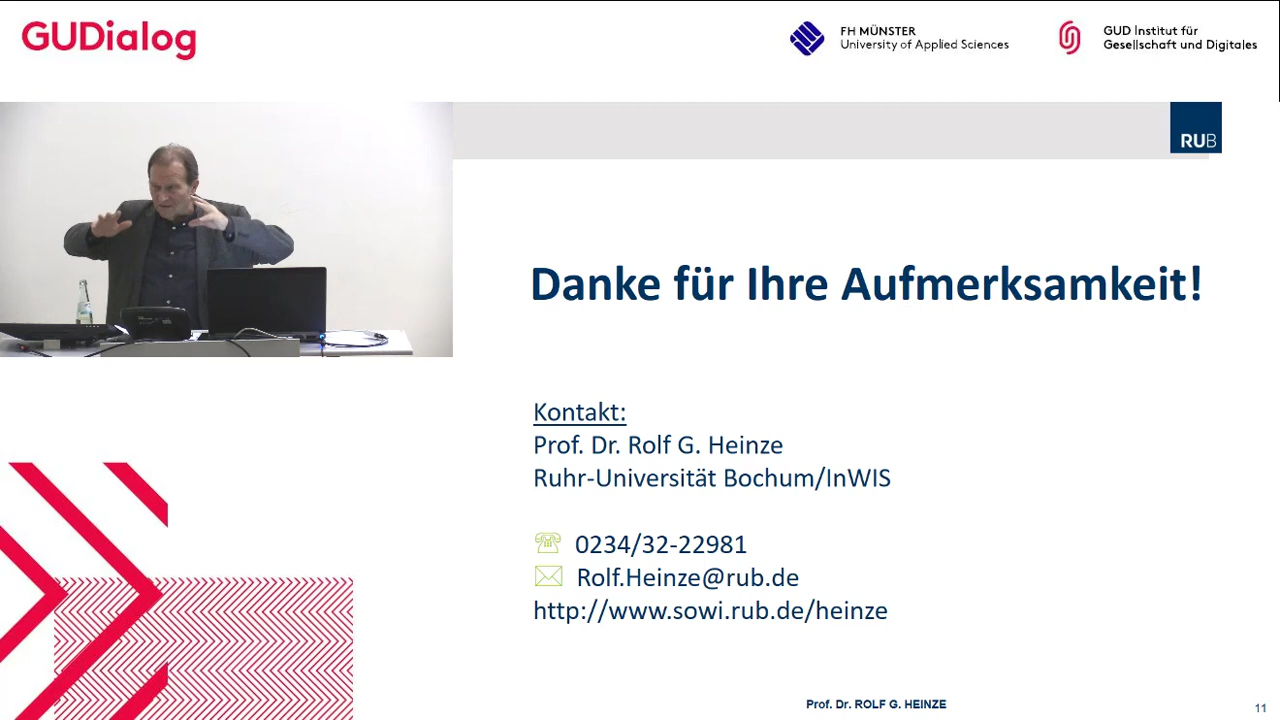 GUDialog
FH MÜNSTER
University of Applied Sciences
GUD Institut für
Gesellschaft und Digitales
RUB
Danke für Ihre Aufmerksamkeit!
Kontakt:
Prof. Dr. Rolf G. Heinze
Ruhr-Universität Bochum/InWIS
0234/32-22981
Rolf.Heinze@rub.de
http://www.sowi.rub.de/heinze
Prof. Dr. ROLF G. HEINZE
11